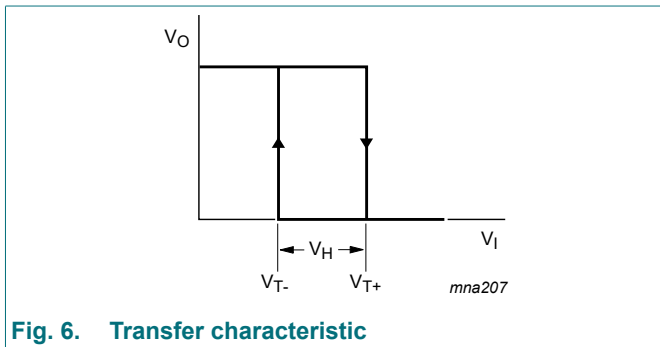 VO
VH
VI
VT-
VT+
mna207
Fig. 6. Transfer characteristic